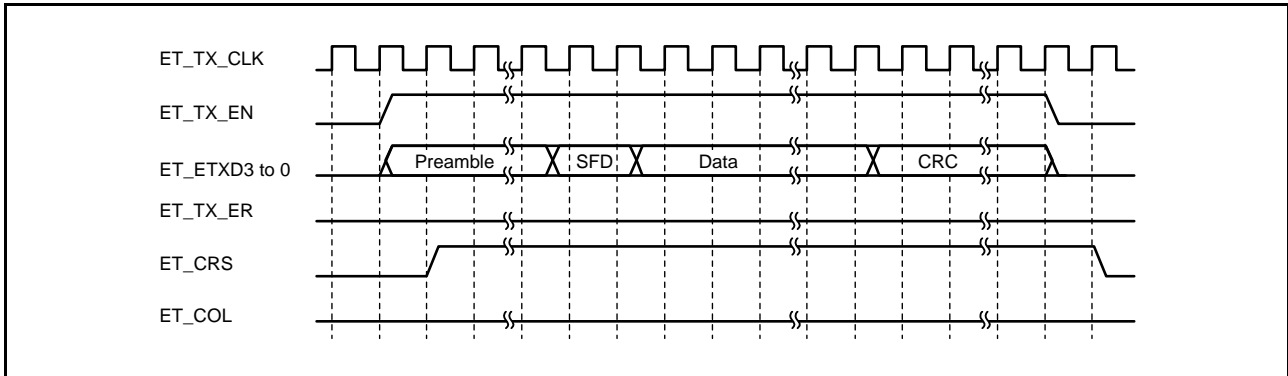 ET_TX_CLK
ET_TX_EN
ET_ETXD3 to 0
Preamble
SFD
Data
CRC
ET_TX_ER
ET_CRS
ET_COL